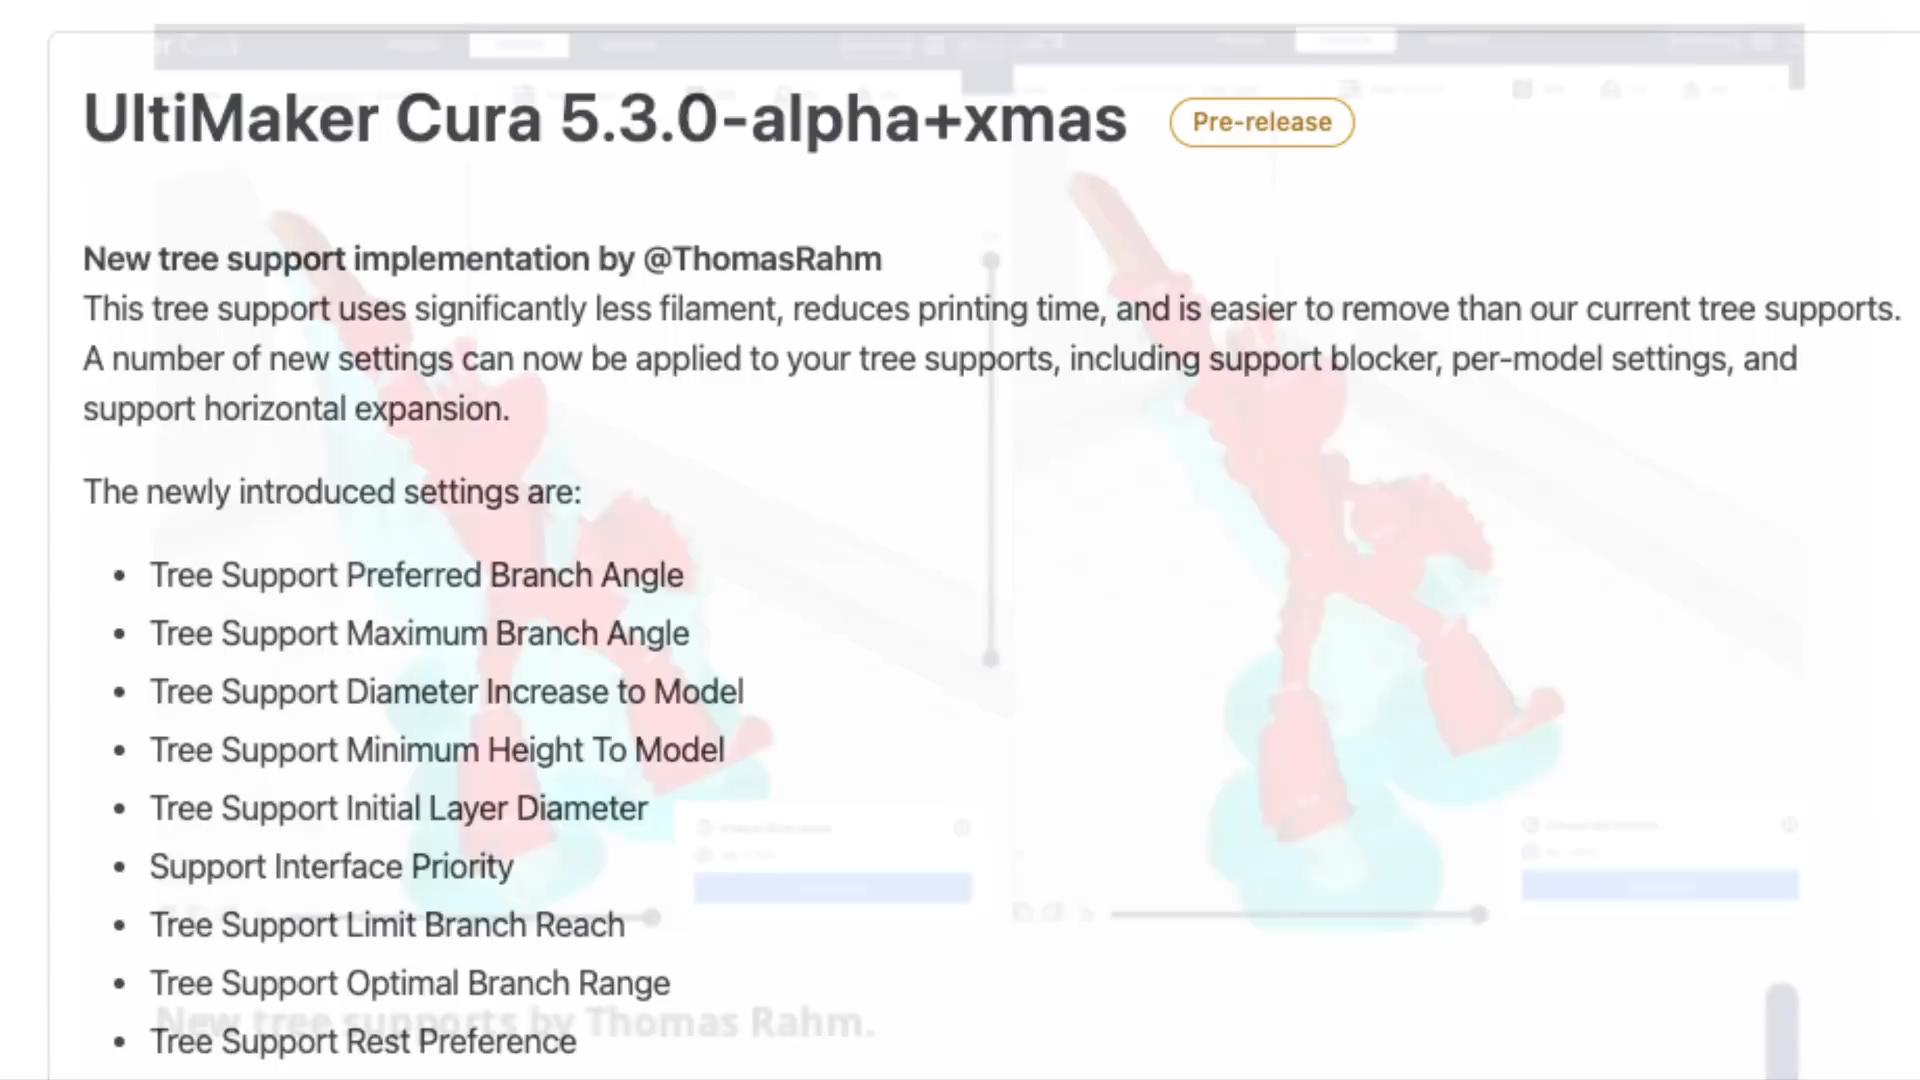 UltiMaker Cura 5.3.0-alpha+xmas Pre-release
New tree support implementation by @ThomasRahm
This tree support uses significantly less filament, reduces printing time, and is easier to remove than our current tree supports.
A number of new settings can now be applied to your tree supports, including support blocker, per-model settings, and
support horizontal expansion.
The newly introduced settings are:
• Tree Support Preferred Branch Angle
• Tree Support Maximum Branch Angle
• Tree Support Diameter Increase to Model
• Tree Support Minimum Height To Model
• Tree Support Initial Layer Diameter
• Support Interface Priority
• Tree Support Limit Branch Reach
• Tree Support Optimal Branch Range
New tree supports by Thomas Rahm.
• Tree Support Rest Preference